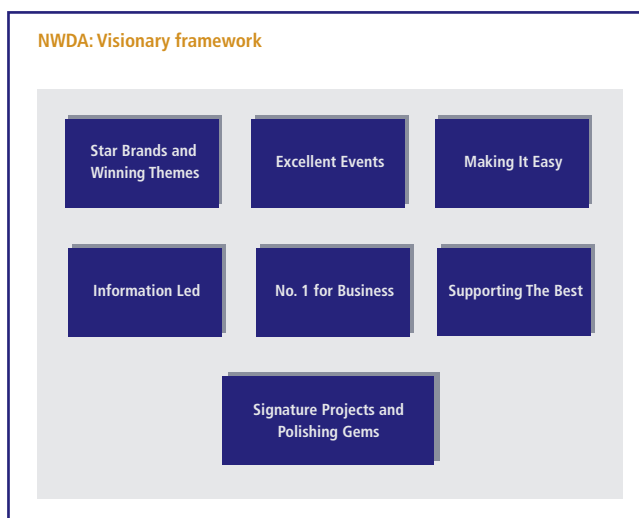 NWDA: Visionary framework
Star Brands and
Winning Themes
Excellent Events
Making It Easy
Information Led
No. 1 for Business
Supporting The Best
Signature Projects and
Polishing Gems